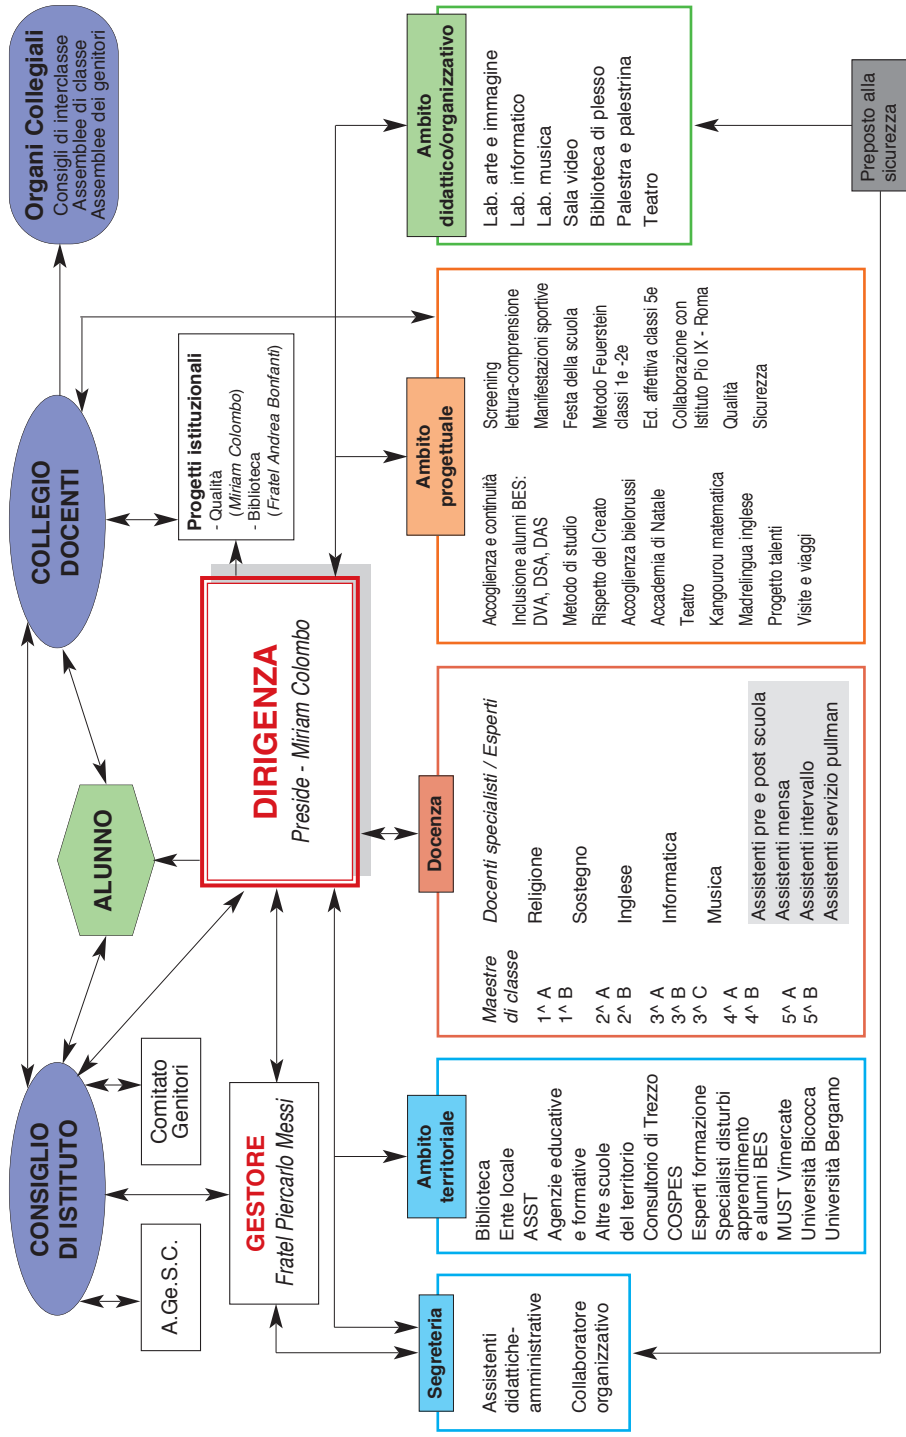 CONSIGLIO
DI ISTITUTO
A.Ge.S.C.
Comitato
Genitori
ALUNNO
COLLEGIO
DOCENTI
Organi Collegiali
Consigli di interclasse
Assemblee di classe
Assemblee dei genitori
GESTORE
Fratel Piercarlo Messi
DIRIGENZA
Preside - Miriam Colombo
Progetti istituzionali
- Qualità
(Miriam Colombo)
- Biblioteca
(Fratel Andrea Bonfanti)
Segreteria
Assistenti
didattiche-
amministrative
Collaboratore
organizzativo
Ambito
territoriale
Biblioteca
Ente locale
ASST
Agenzie educative
e formative
Altre scuole
del territorio
Consultorio di Trezzo
COSPES
Esperti formazione
Specialisti disturbi
apprendimento
e alunni BES
MUST Vimercate
Università Bicocca
Università Bergamo
Docenza
Maestre
di classe
1^ A
1^ B
2^ A
2^ B
3^ A
3^ B
3^ C
4^ A
4^ B
5^ A
5^ B
Docenti specialisti / Esperti
Religione
Sostegno
Inglese
Informatica
Musica
Assistenti pre e post scuola
Assistenti mensa
Assistenti intervallo
Assistenti servizio pullman
Ambito
progettuale
Accoglienza e continuità
Inclusione alunni BES:
DVA, DSA, DAS
Metodo di studio
Rispetto del Creato
Accoglienza bielorussi
Accademia di Natale
Teatro
Kangourou matematica
Madrelingua inglese
Progetto talenti
Visite e viaggi
Screening
lettura-comprensione
Manifestazioni sportive
Festa della scuola
Metodo Feuerstein
classi 1e -2e
Ed. affettiva classi 5e
Collaborazione con
Istituto Pio IX - Roma
Qualità
Sicurezza
Ambito
didattico/organizzativo
Lab. arte e immagine
Lab. informatico
Lab. musica
Sala video
Biblioteca di plesso
Palestra e palestrina
Teatro
Preposto alla
sicurezza